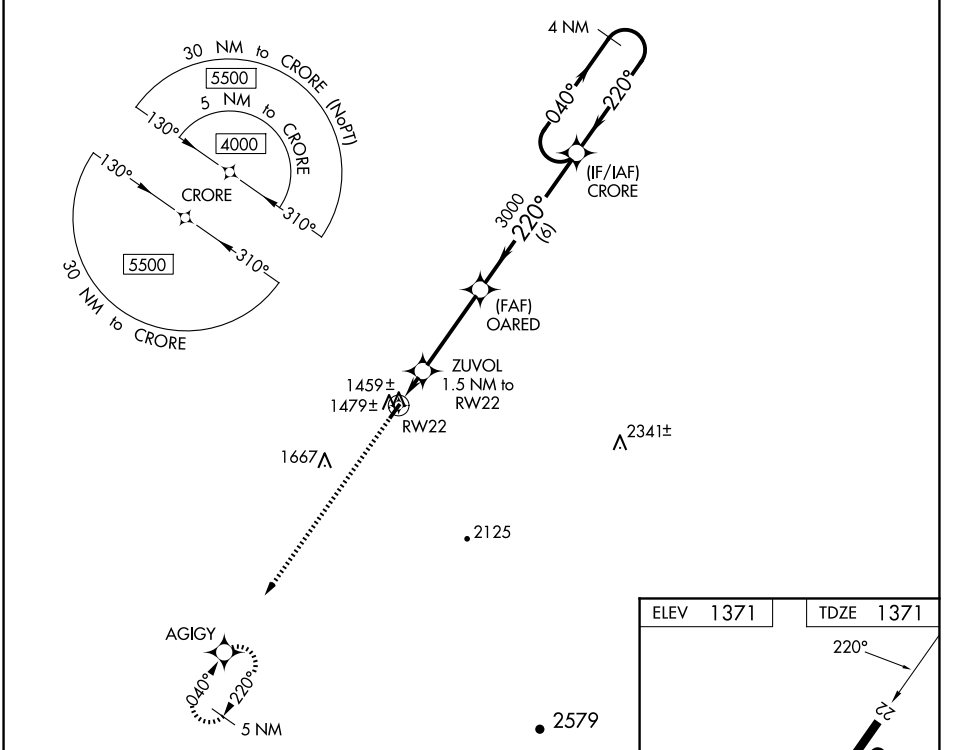 30 NM to CRORE (NoPT)
5500
5 NM to CRORE
4000
130°
310°
CRORE
130°
310°
5500
30 NM to CRORE
4 NM
040°
220°
(IF/IAF)
CRORE
3000
220°
(6)
(FAF)
OARED
ZUVOL
1.5 NM to
RW22
1459±
1479±
RW22
1667
2341±
2125
AGIGY
040°
220°
5 NM
2579
ELEV 1371
TDZE 1371
220°
22